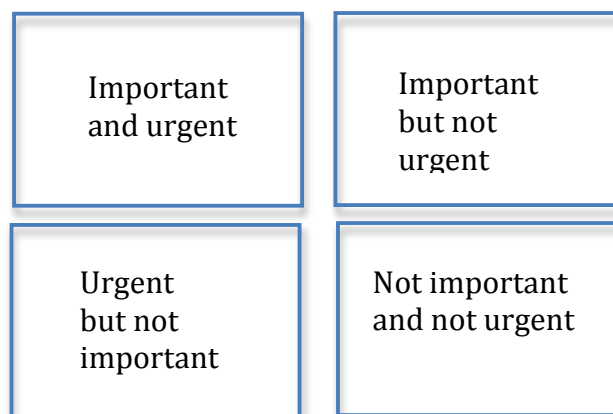 Important
and urgent
Important
but not
urgent
Urgent
but not
important
Not important
and not urgent